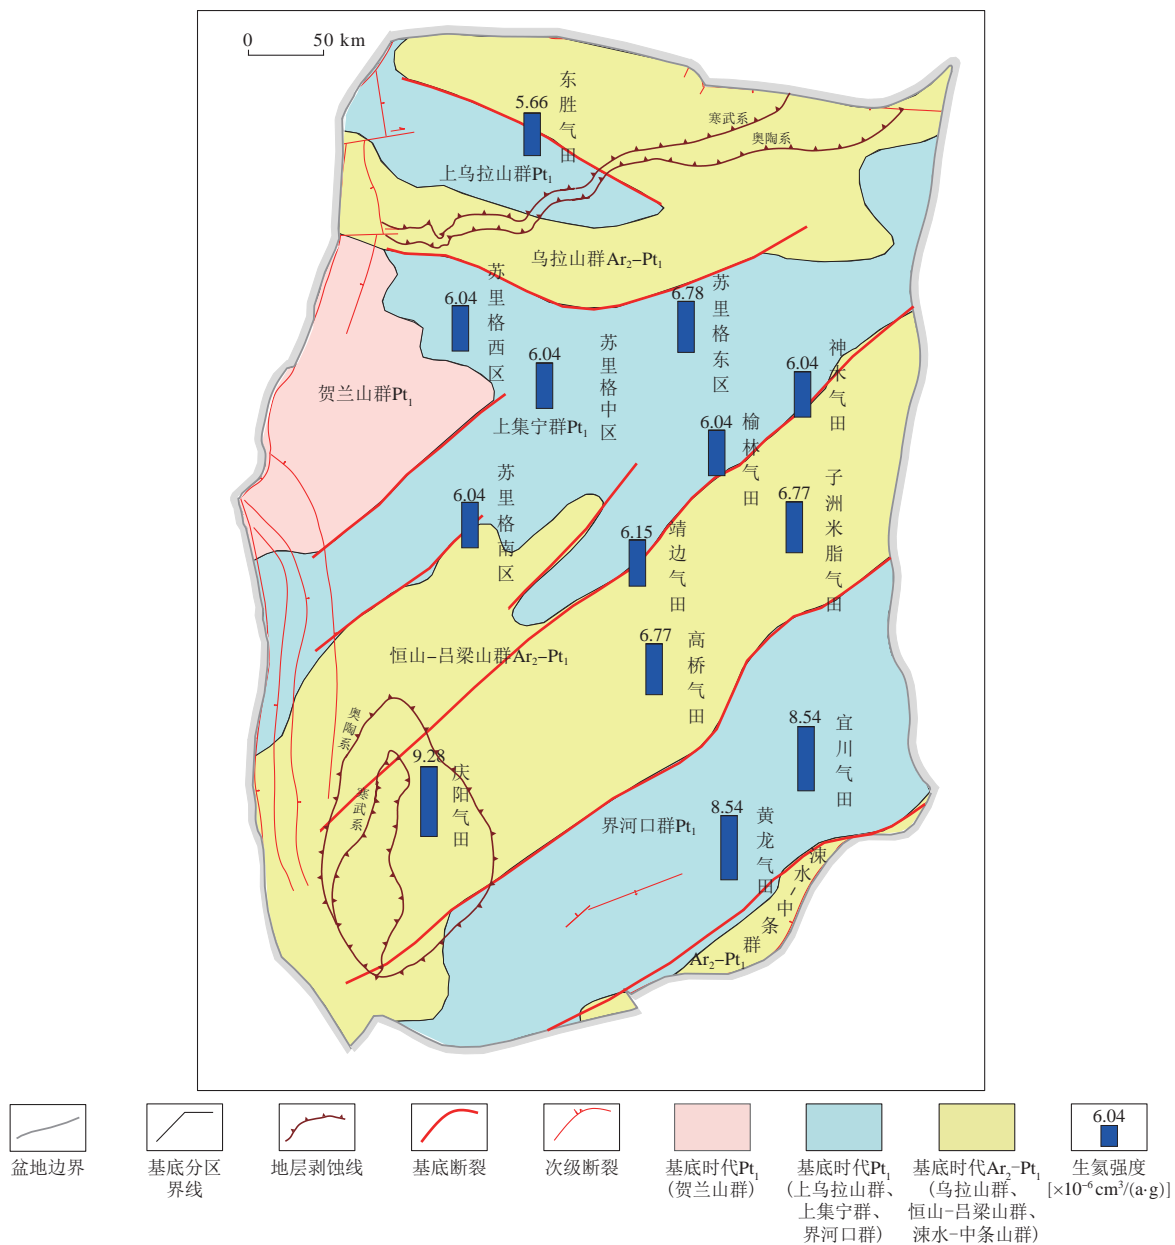 0 50 km
东胜气田
5.66
寒武系
奥陶系
上乌拉山群Pt₁
乌拉山群Ar₂-Pt₁
苏里格西区
6.04
6.78
苏里格东区
苏里格中区
6.04
神木气田
6.04
贺兰山群Pt₁
上集宁群Pt₁
6.04
榆林气田
苏里格南区
6.04
6.77
子洲米脂气田
6.15
靖边气田
恒山-吕梁山群Ar₂-Pt₁
6.77
高桥气田
奥陶系
寒武系
9.28
庆阳气田
8.54
宜川气田
界河口群Pt₁
8.54
黄龙气田
涑水-中条群
Ar₂-Pt₁
盆地边界
基底分区
界线
地层剥蚀线
基底断裂
次级断裂
基底时代Pt₁
(贺兰山群)
基底时代Pt₁
(上乌拉山群、
上集宁群、
界河口群)
基底时代Ar₂-Pt₁
(乌拉山群、
恒山-吕梁山群、
涑水-中条山群)
6.04
生氦强度
[×10⁻⁶cm³/(a·g)]